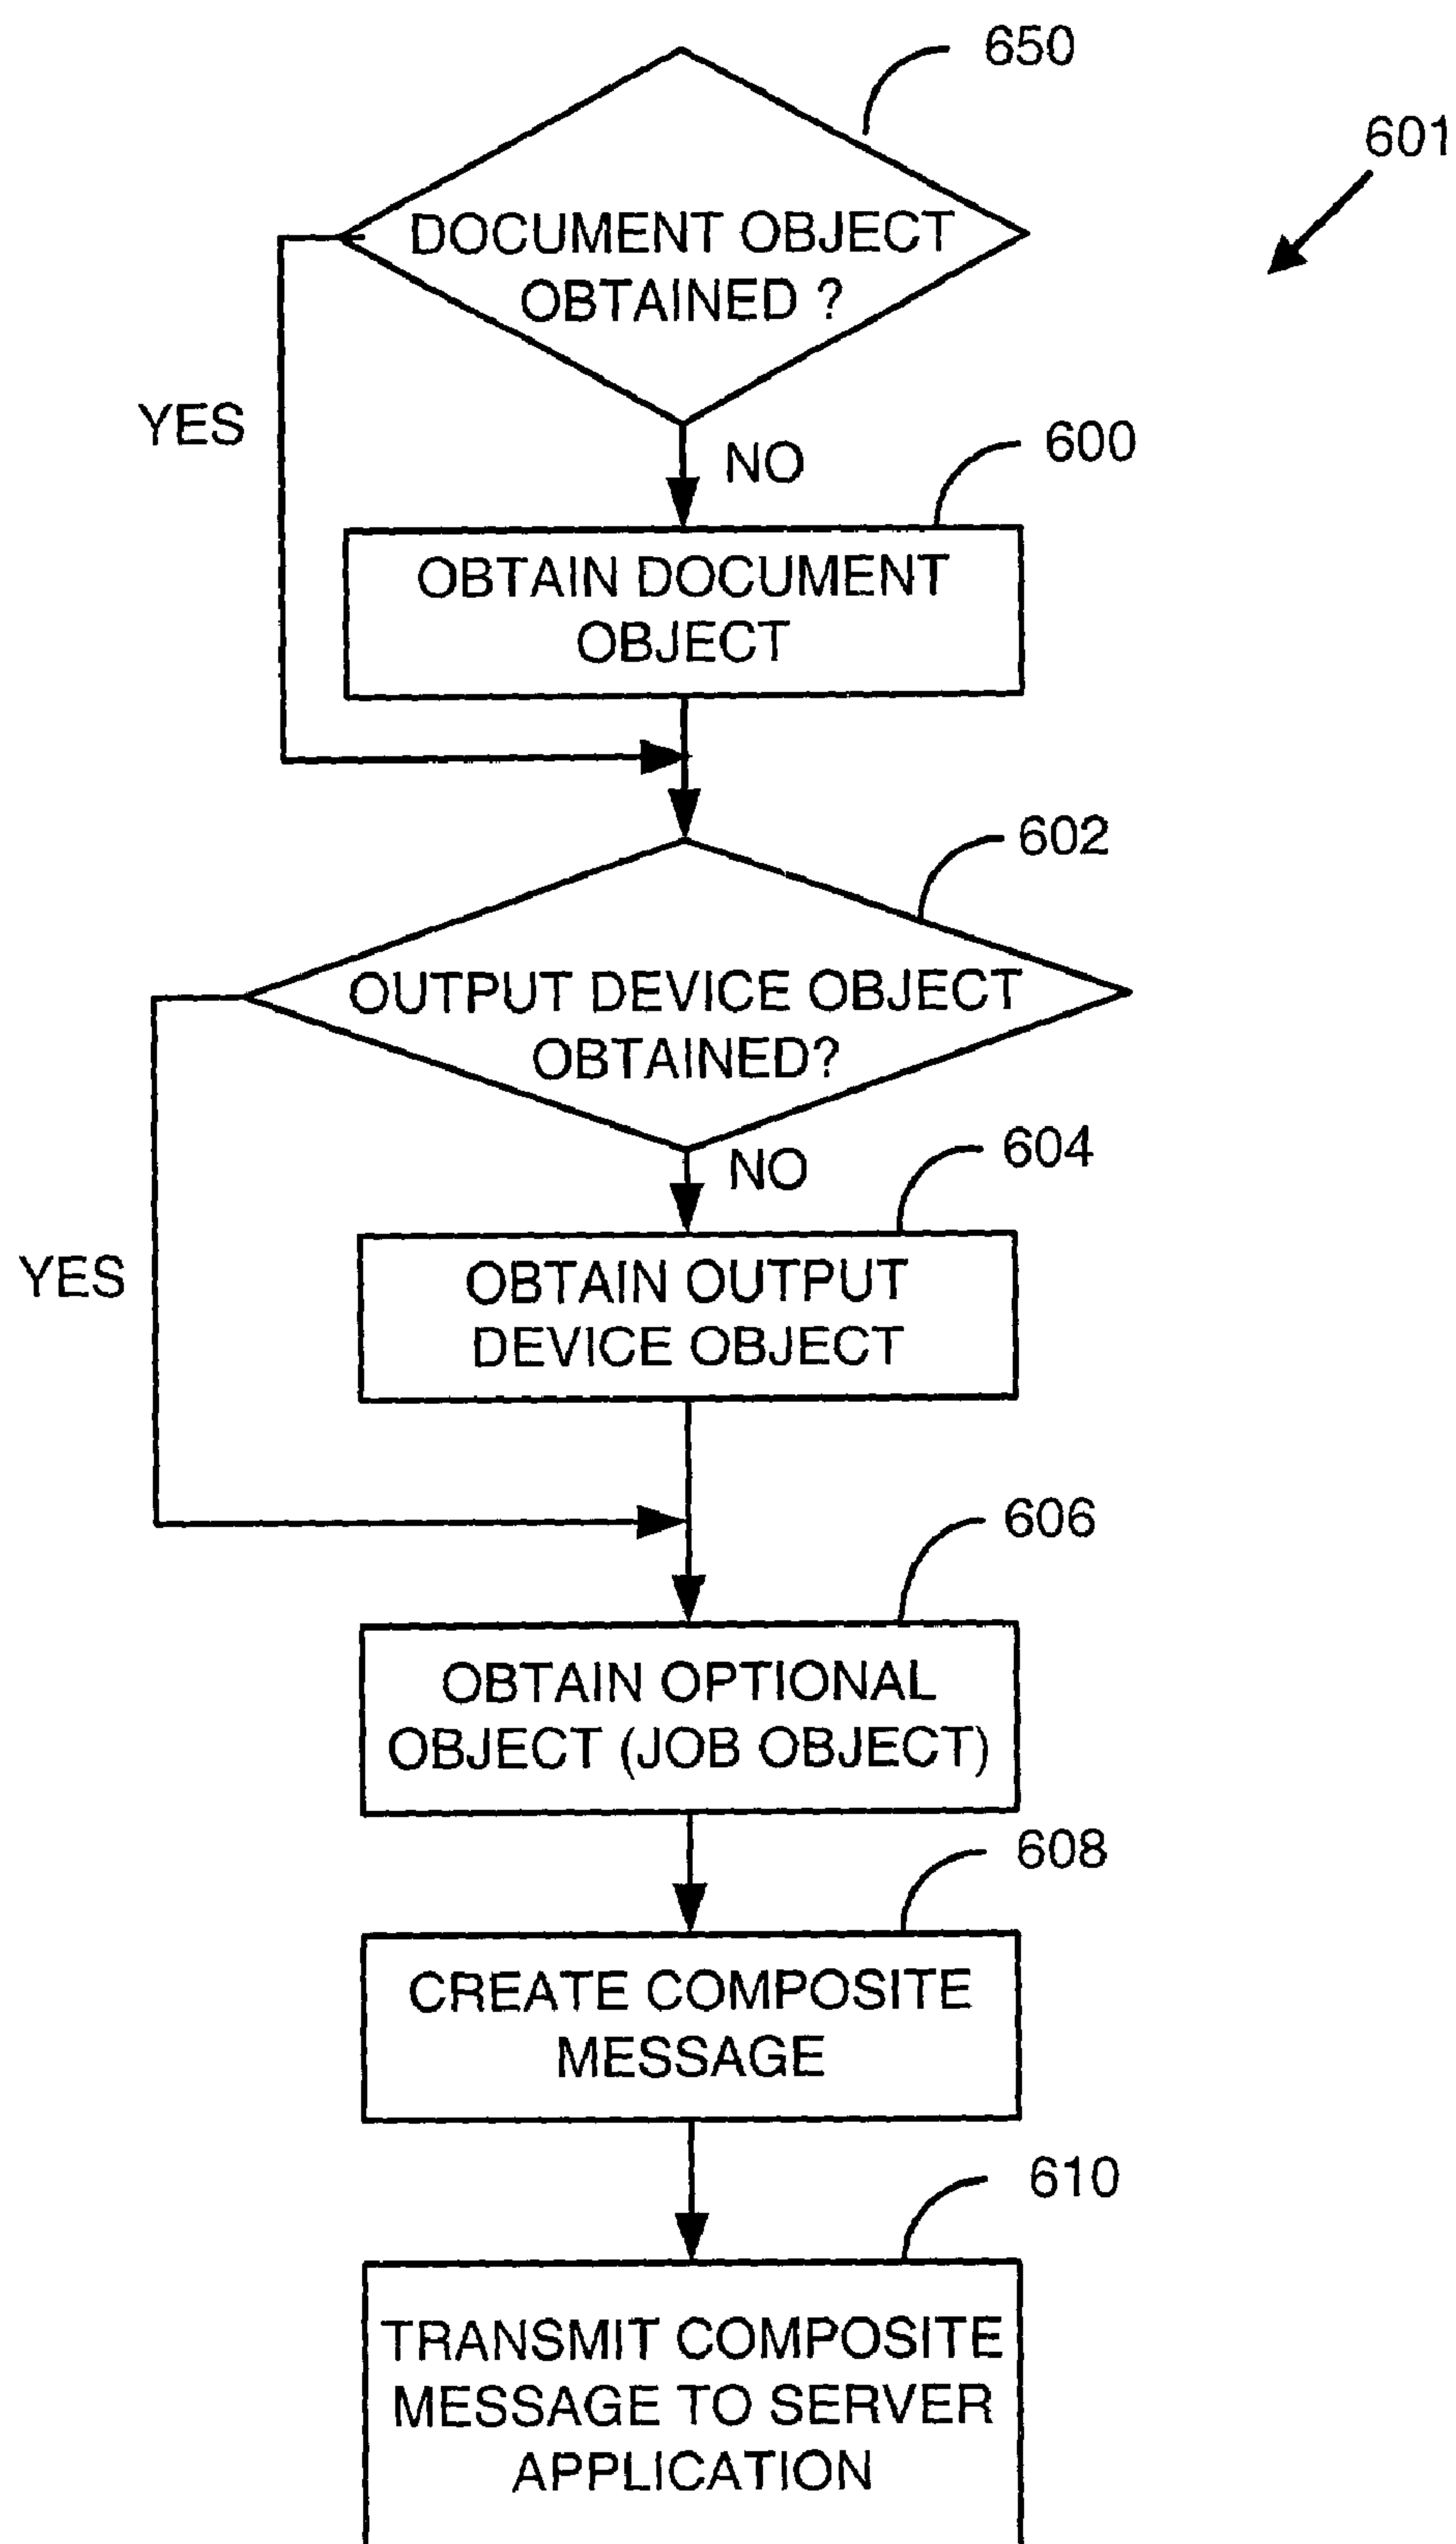 650
601
DOCUMENT OBJECT
OBTAINED ?
YES
NO
600
OBTAIN DOCUMENT
OBJECT
602
OUTPUT DEVICE OBJECT
OBTAINED?
NO
604
YES
OBTAIN OUTPUT
DEVICE OBJECT
606
OBTAIN OPTIONAL
OBJECT (JOB OBJECT)
608
CREATE COMPOSITE
MESSAGE
610
TRANSMIT COMPOSITE
MESSAGE TO SERVER
APPLICATION